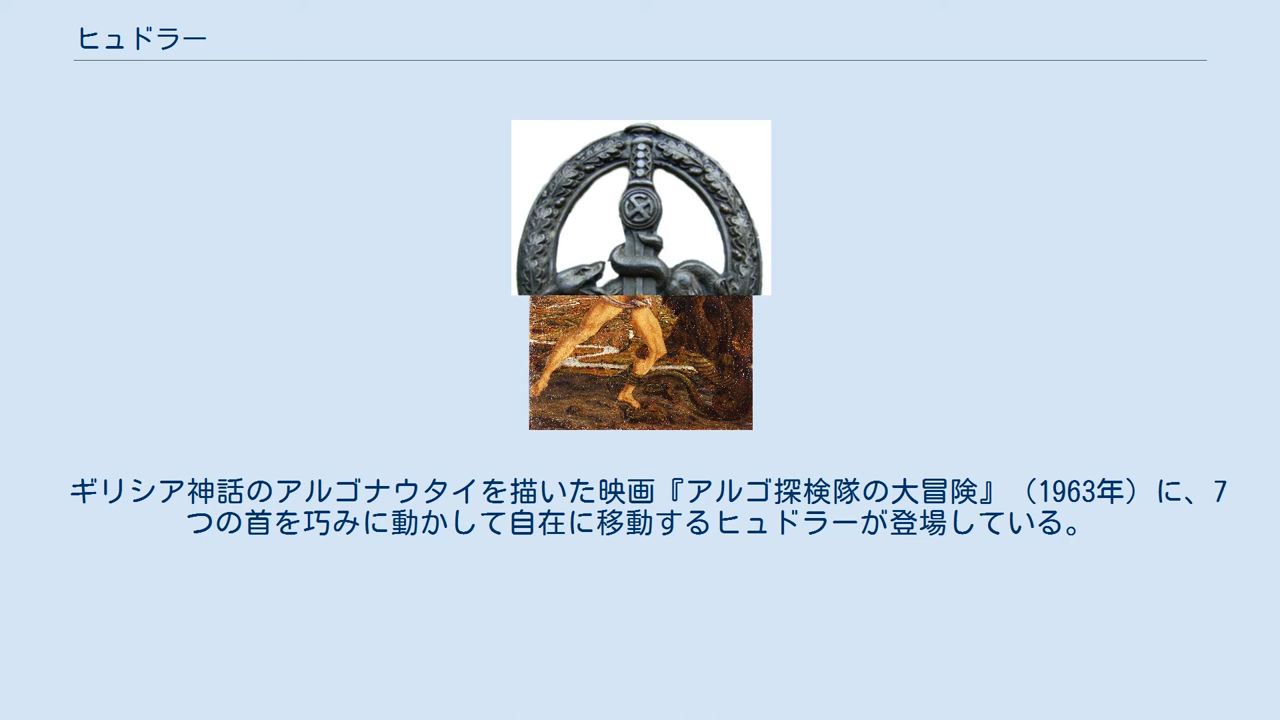 ヒュドラー
ギリシア神話のアルゴナウタイを描いた映画『アルゴ探検隊の大冒険』（1963年）に、7
つの首を巧みに動かして自在に移動するヒュドラーが登場している。